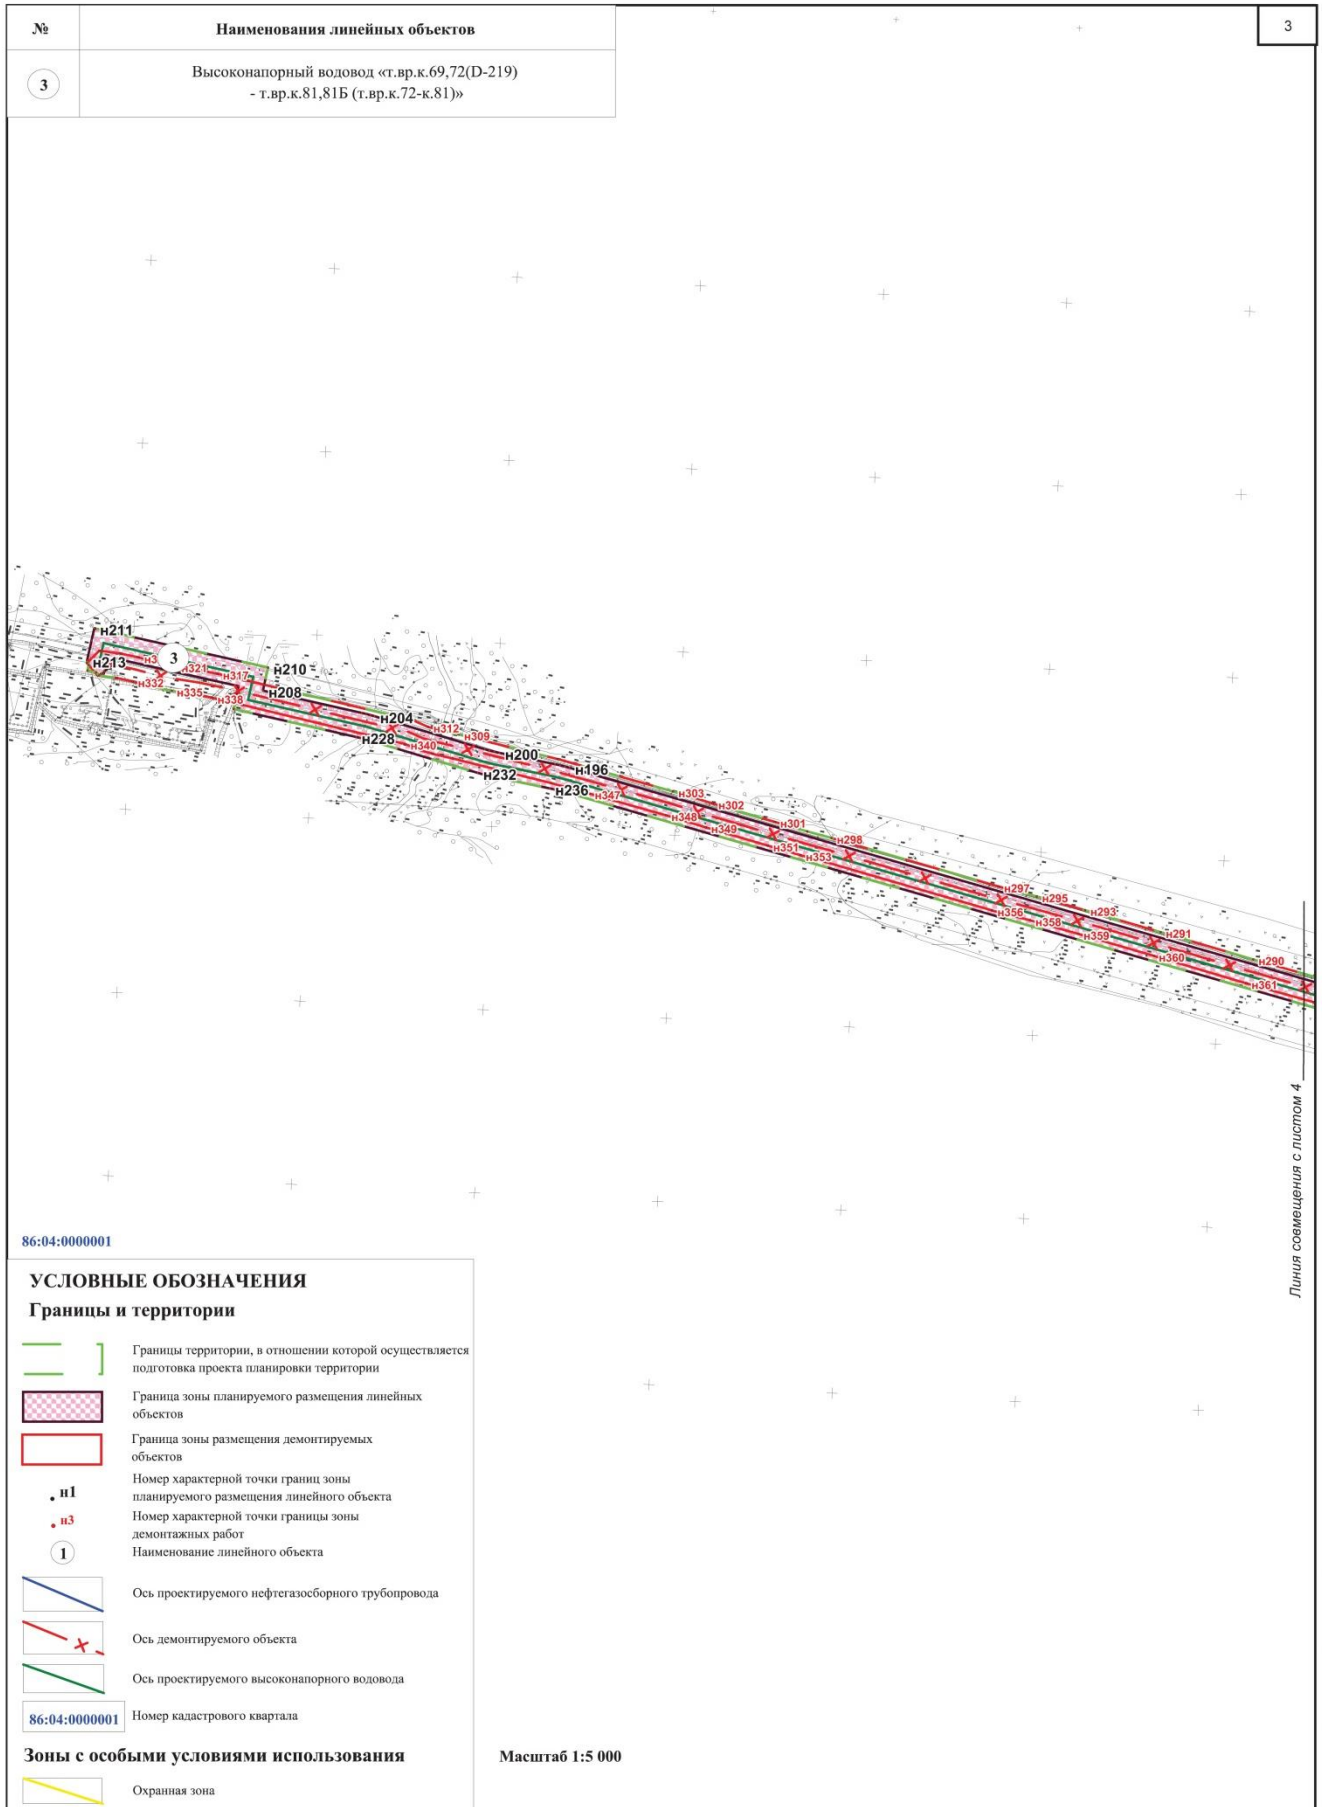 №
Наименования линейных объектов
3
3
Высоконапорный водовод «т.вр.к.69,72(D-219)
- т.вр.к.81,81Б (т.вр.к.72-к.81)»
н211
н213
3
н321
н317
н332
н335
н338
н210
н208
н204
н228
н312
н340
н309
н200
н232
н196
н236
н347
н303
н348
н302
н349
н301
н351
н298
н353
н297
н295
н356
н358
н293
н359
н291
н360
н290
н361
Линия совмещения с листом 4
86:04:0000001
УСЛОВНЫЕ ОБОЗНАЧЕНИЯ
Границы и территории
Границы территории, в отношении которой осуществляется
подготовка проекта планировки территории
Граница зоны планируемого размещения линейных
объектов
Граница зоны размещения демонтируемых
объектов
н1
Номер характерной точки границ зоны
планируемого размещения линейного объекта
н3
Номер характерной точки границы зоны
демонтажных работ
1
Наименование линейного объекта
Ось проектируемого нефтегазосборного трубопровода
Ось демонтируемого объекта
Ось проектируемого высоконапорного водовода
86:04:0000001
Номер кадастрового квартала
Зоны с особыми условиями использования
Масштаб 1:5 000
Охранная зона